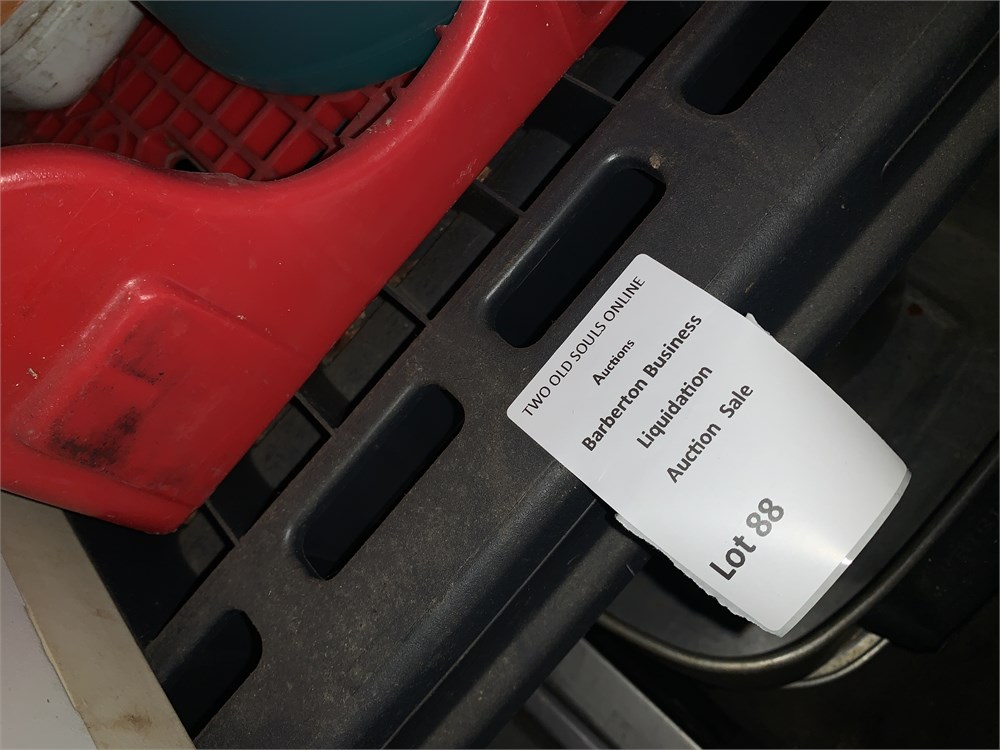 TWO OLD SOULS ONLINE
Auctions
Barberton Business
Liquidation
Auction Sale
Lot 88